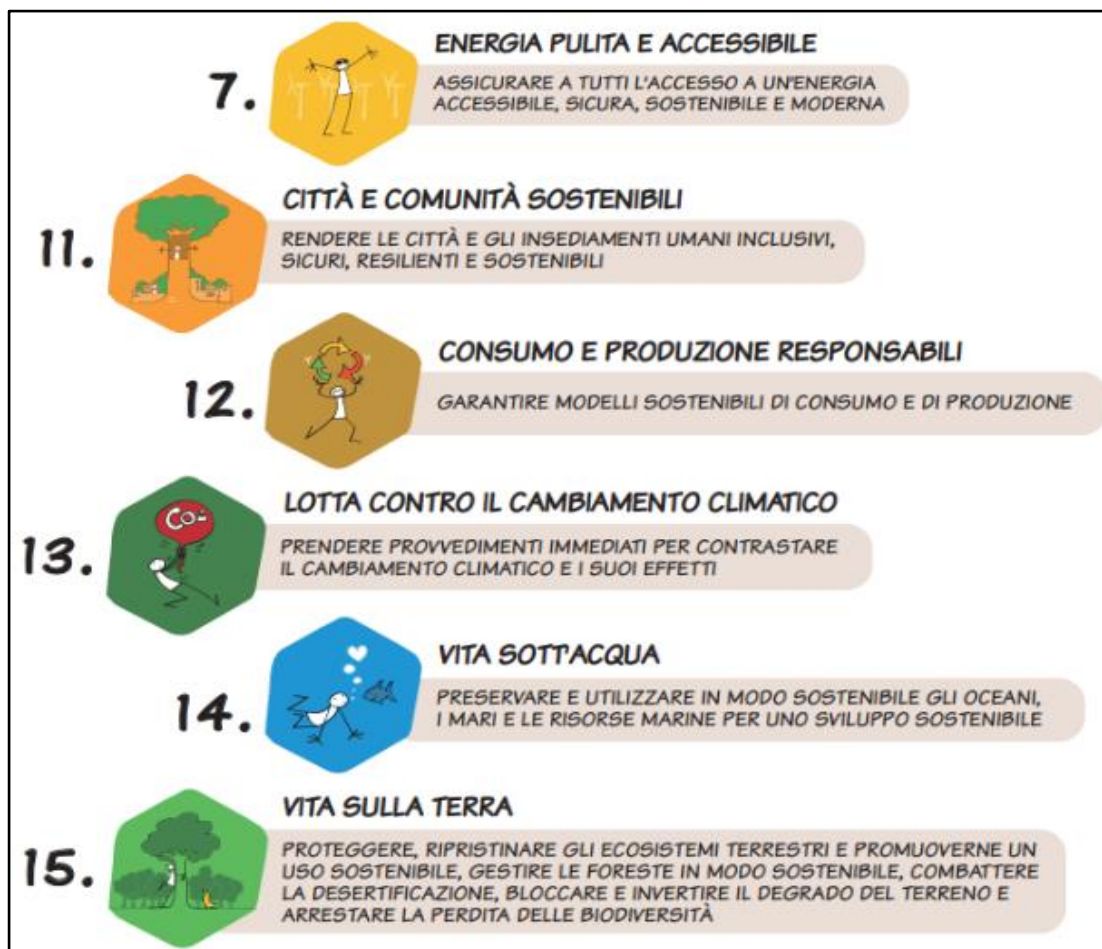 7.
ENERGIA PULITA E ACCESSIBILE
ASSICURARE A TUTTI L'ACCESSO A UN'ENERGIA
ACCESSIBILE, SICURA, SOSTENIBILE E MODERNA
11.
CITTÀ E COMUNITÀ SOSTENIBILI
RENDERE LE CITTÀ E GLI INSEDIAMENTI UMANI INCLUSIVI,
SICURI, RESILIENTI E SOSTENIBILI
12.
CONSUMO E PRODUZIONE RESPONSABILI
GARANTIRE MODELLI SOSTENIBILI DI CONSUMO E DI PRODUZIONE
13.
CO2
LOTTA CONTRO IL CAMBIAMENTO CLIMATICO
PRENDERE PROVVEDIMENTI IMMEDIATI PER CONTRASTARE
IL CAMBIAMENTO CLIMATICO E I SUOI EFFETTI
14.
VITA SOTT'ACQUA
PRESERVARE E UTILIZZARE IN MODO SOSTENIBILE GLI OCEANI,
I MARI E LE RISORSE MARINE PER UNO SVILUPPO SOSTENIBILE
15.
VITA SULLA TERRA
PROTEGGERE, RIPRISTINARE GLI ECOSISTEMI TERRESTRI E PROMUOVERNE UN
USO SOSTENIBILE, GESTIRE LE FORESTE IN MODO SOSTENIBILE, COMBATTERE
LA DESERTIFICAZIONE, BLOCCARE E INVERTIRE IL DEGRADO DEL TERRENO E
ARRESTARE LA PERDITA DELLE BIODIVERSITÀ